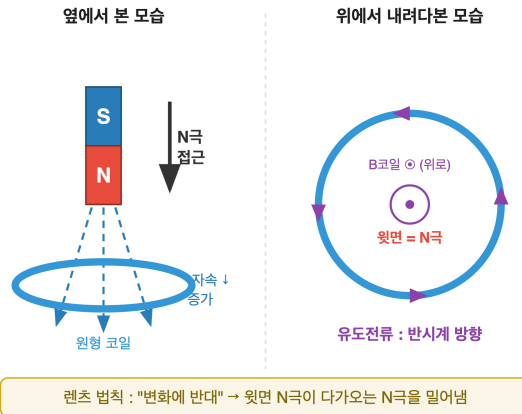 옆에서 본 모습
S
N
N극
접근
자속 ↓
증가
원형 코일
위에서 내려다본 모습
B코일 ⊙ (위로)
윗면 = N극
유도전류 : 반시계 방향
렌츠 법칙 : "변화에 반대" → 윗면 N극이 다가오는 N극을 밀어냄